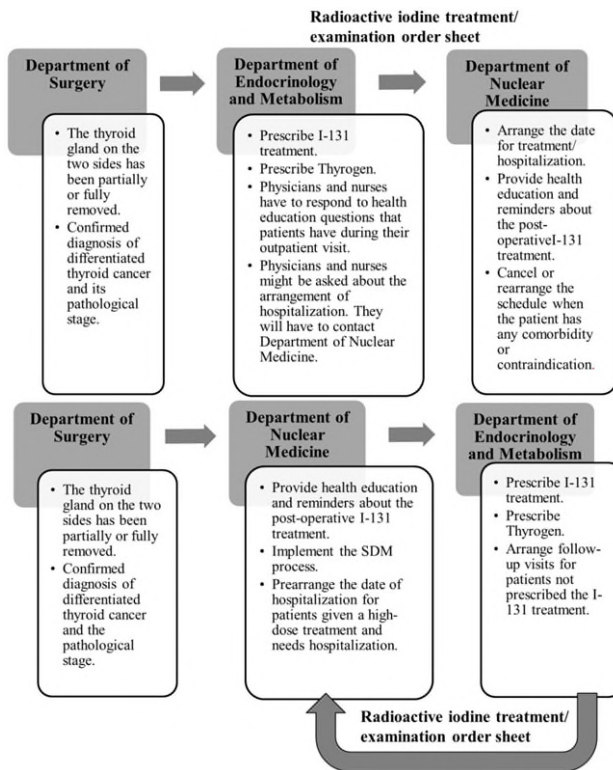 Radioactive iodine treatment/
examination order sheet
Department of
Surgery
• The thyroid
gland on the
two sides has
been partially
or fully
removed.
• Confirmed
diagnosis of
differentiated
thyroid cancer
and its
pathological
stage.
Department of
Endocrinology
and Metabolism
• Prescribe I-131
treatment.
• Prescribe Thyrogen.
• Physicians and nurses
have to respond to health
education questions that
patients have during their
outpatient visit.
• Physicians and nurses
might be asked about the
arrangement of
hospitalization. They
will have to contact
Department of Nuclear
Medicine.
Department of
Nuclear
Medicine
• Arrange the date
for treatment/
hospitalization.
• Provide health
education and
reminders about
the post-
operativeI-131
treatment.
• Cancel or
rearrange the
schedule when
the patient has
any comorbidity
or
contraindication.
Department of
Surgery
• The thyroid
gland on the two
sides has been
partially or fully
removed.
• Confirmed
diagnosis of
differentiated
thyroid cancer
and the
pathological
stage.
Department of
Nuclear
Medicine
• Provide health education
and reminders about the
post-operative I-131
treatment.
• Implement the SDM
process.
• Prearrange the date of
hospitalization for
patients given a high-
dose treatment and
needs hospitalization.
Department of
Endocrinology
and Metabolism
• Prescribe I-131
treatment.
• Prescribe
Thyrogen.
• Arrange follow-
up visits for
patients not
prescribed the I-
131 treatment.
Radioactive iodine treatment/
examination order sheet